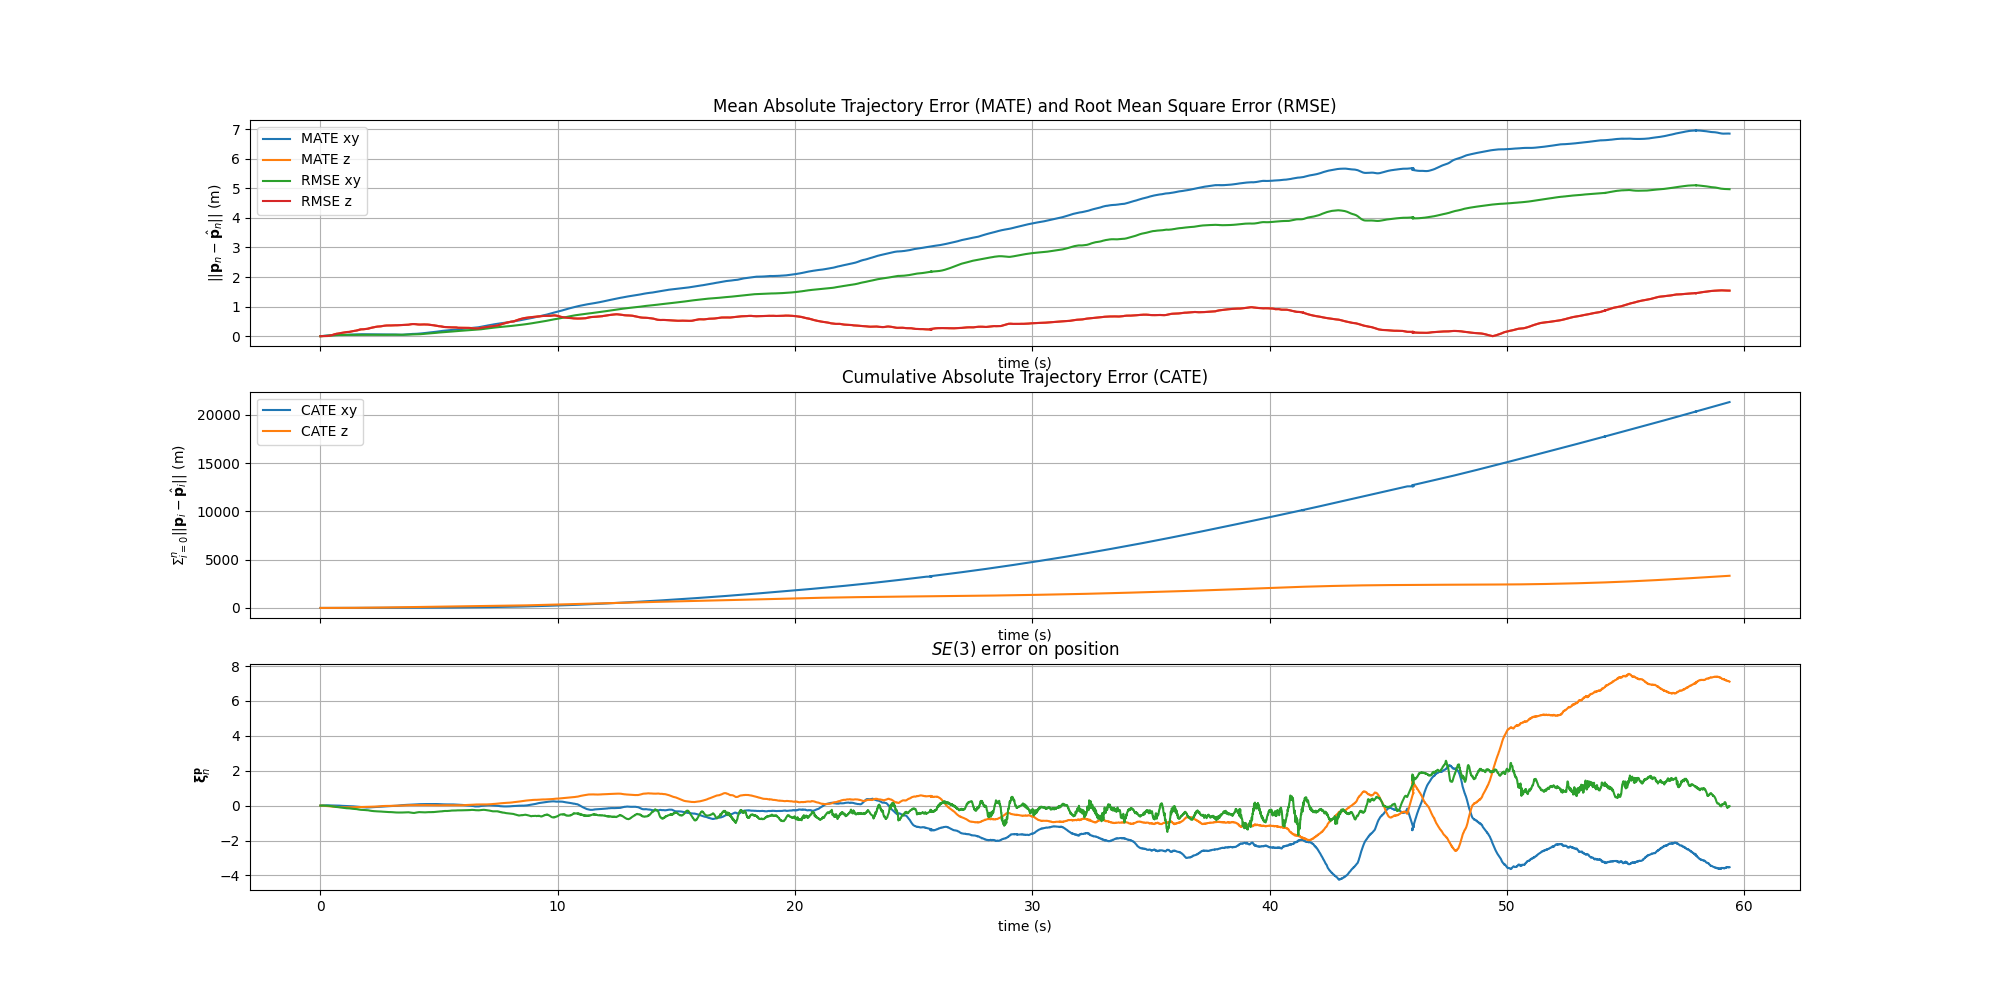 Mean Absolute Trajectory Error (MATE) and Root Mean Square Error (RMSE)
||𝐩ₙ − 𝐩̂ₙ|| (m)
7
6
5
4
3
2
1
0
MATE xy
MATE z
RMSE xy
RMSE z
time (s)
Cumulative Absolute Trajectory Error (CATE)
Σⁿᵢ₌₀||𝐩ᵢ − 𝐩̂ᵢ|| (m)
20000
15000
10000
5000
0
CATE xy
CATE z
time (s)
SE(3) error on position
𝛏ₙᵖ
8
6
4
2
0
−2
−4
0 10 20 30 40 50 60
time (s)